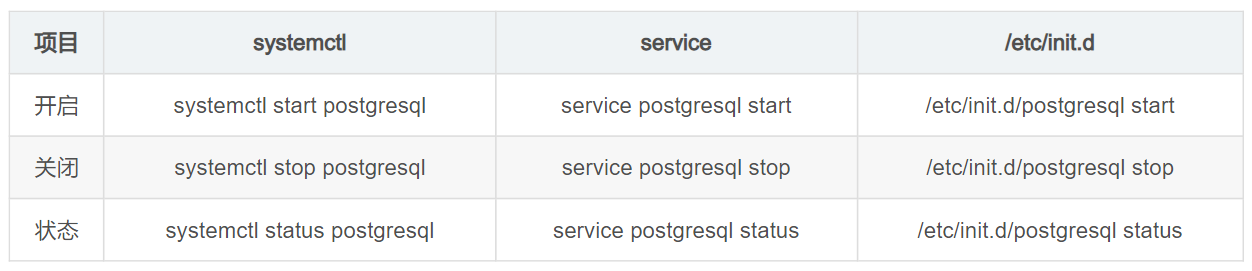 项目 systemctl service /etc/init.d
开启 systemctl start postgresql service postgresql start /etc/init.d/postgresql start
关闭 systemctl stop postgresql service postgresql stop /etc/init.d/postgresql stop
状态 systemctl status postgresql service postgresql status /etc/init.d/postgresql status